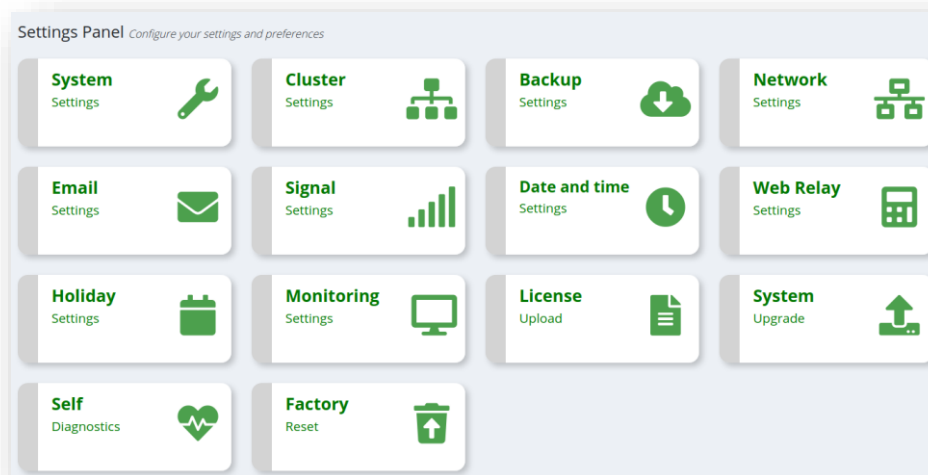 Settings Panel Configure your settings and preferences
System
Settings
Cluster
Settings
Backup
Settings
Network
Settings
Email
Settings
Signal
Settings
Date and time
Settings
Web Relay
Settings
Holiday
Settings
Monitoring
Settings
License
Upload
System
Upgrade
Self
Diagnostics
Factory
Reset